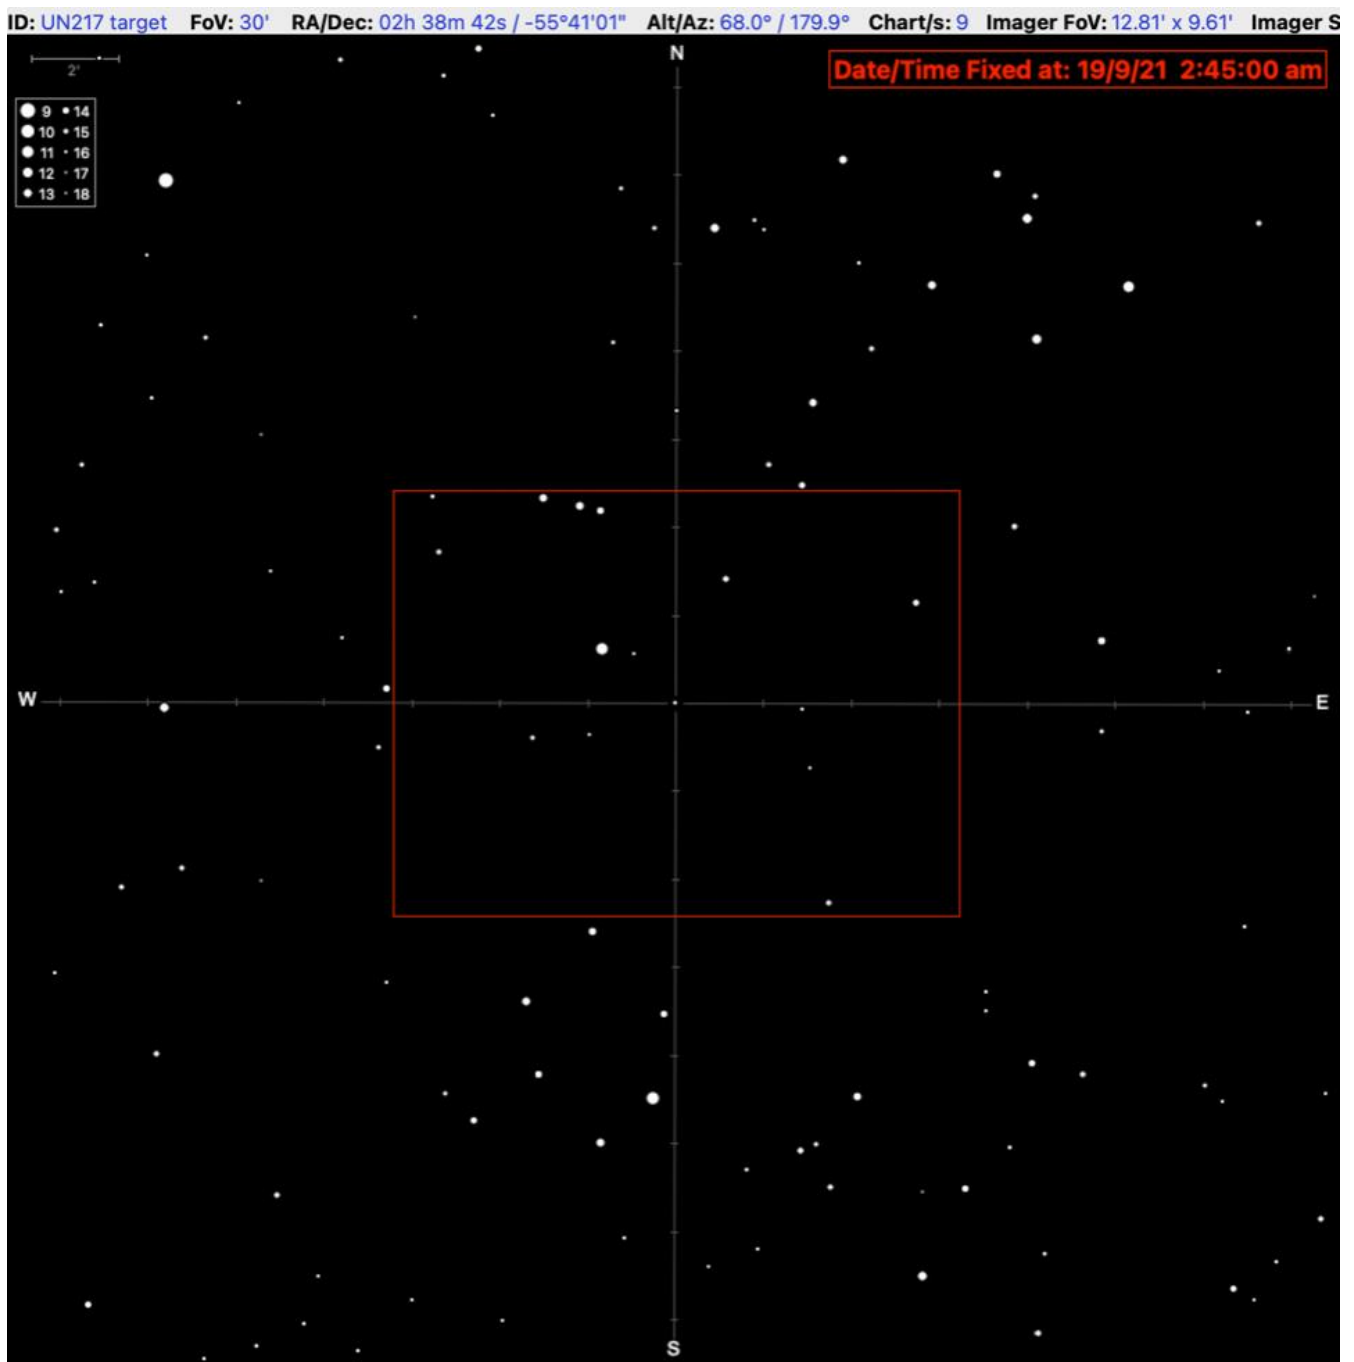 ID: UN217 target FoV: 30' RA/Dec: 02h 38m 42s / -55°41'01" Alt/Az: 68.0° / 179.9° Chart/s: 9 Imager FoV: 12.81' x 9.61' Imager S
N
2'
Date/Time Fixed at: 19/9/21 2:45:00 am
9 14
10 15
11 16
12 17
13 18
W E
S